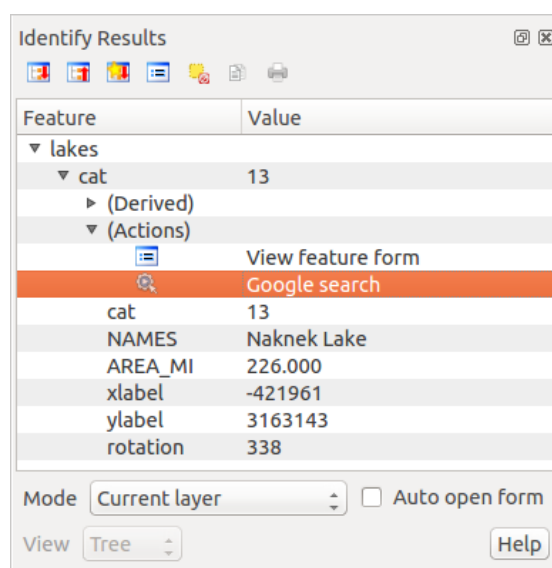 Identify Results
Feature Value
lakes
cat 13
(Derived)
(Actions)
View feature form
Google search
cat 13
NAMES Naknek Lake
AREA_MI 226.000
xlabel -421961
ylabel 3163143
rotation 338
Mode Current layer Auto open form
View Tree Help